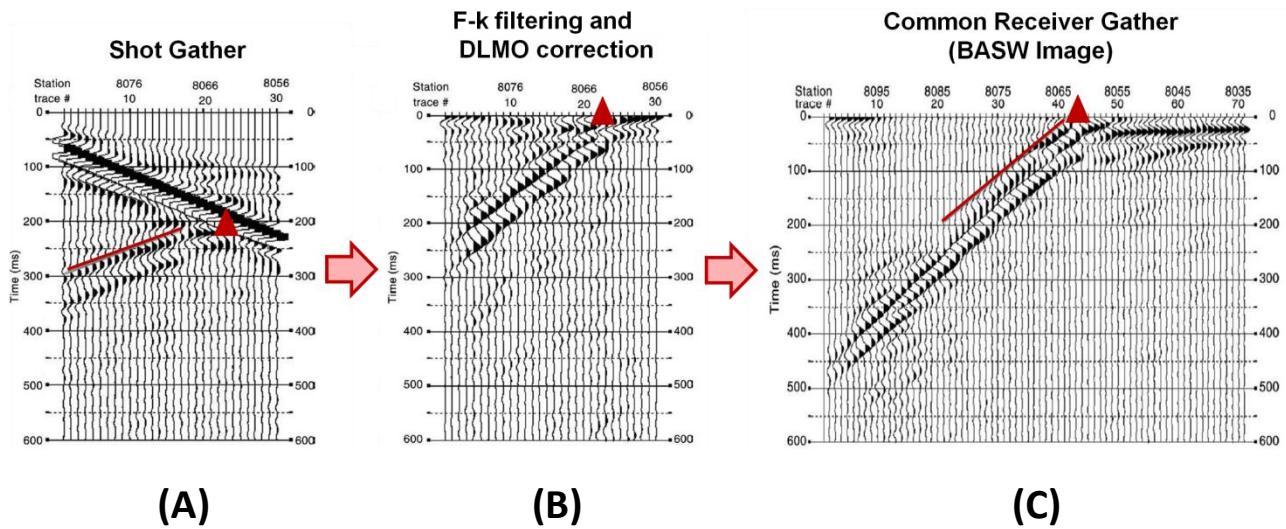 Shot Gather
Station 8076 8066 8056
trace # 10 20 30
0 0
100 100
200 200
300 300
400 400
500 500
600 600
Time (ms)
(A)
F-k filtering and
DLMO correction
Station 8076 8066 8056
trace # 10 20 30
0 0
100 100
200 200
300 300
400 400
500 500
600 600
Time (ms)
(B)
Common Receiver Gather
(BASW Image)
Station 8095 8085 8075 8065 8055 8045 8035
trace # 10 20 30 40 50 60 70
0 0
100 100
200 200
300 300
400 400
500 500
600 600
Time (ms)
(C)